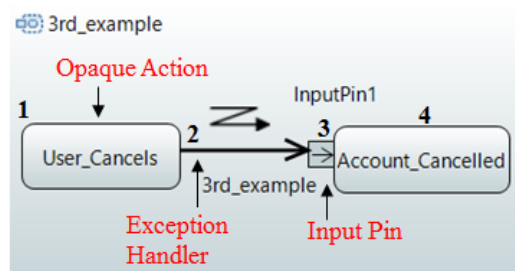 3rd_example
Opaque Action
InputPin1
1
2
3
4
User_Cancels
Account_Cancelled
3rd_example
Exception
Handler
Input Pin